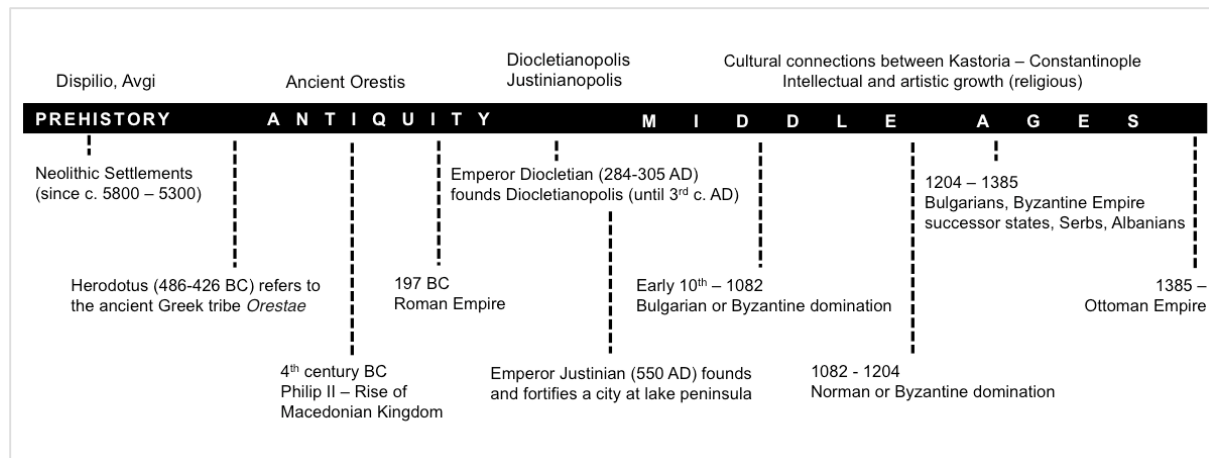 Dispilio, Avgi
Ancient Orestis
Diocletianopolis
Justinianopolis
Cultural connections between Kastoria – Constantinople
Intellectual and artistic growth (religious)
PREHISTORY ANTIQUITY MIDDLE AGES
Neolithic Settlements
(since c. 5800 – 5300)
Herodotus (486-426 BC) refers to
the ancient Greek tribe Orestae
4th century BC
Philip II – Rise of
Macedonian Kingdom
197 BC
Roman Empire
Emperor Diocletian (284-305 AD)
founds Diocletianopolis (until 3rd c. AD)
Emperor Justinian (550 AD) founds
and fortifies a city at lake peninsula
Early 10th – 1082
Bulgarian or Byzantine domination
1082 - 1204
Norman or Byzantine domination
1204 – 1385
Bulgarians, Byzantine Empire
successor states, Serbs, Albanians
1385 –
Ottoman Empire